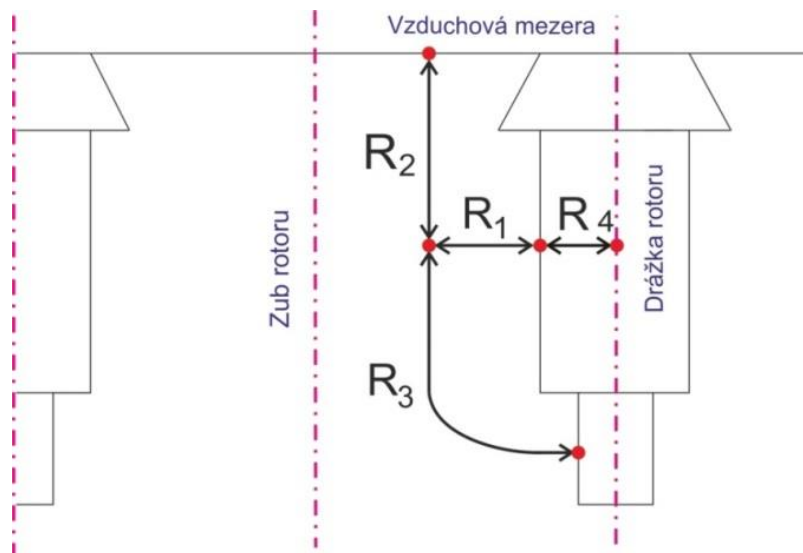 Vzduchová mezera
R2
R1
R4
Zub rotoru
Drážka rotoru
R3